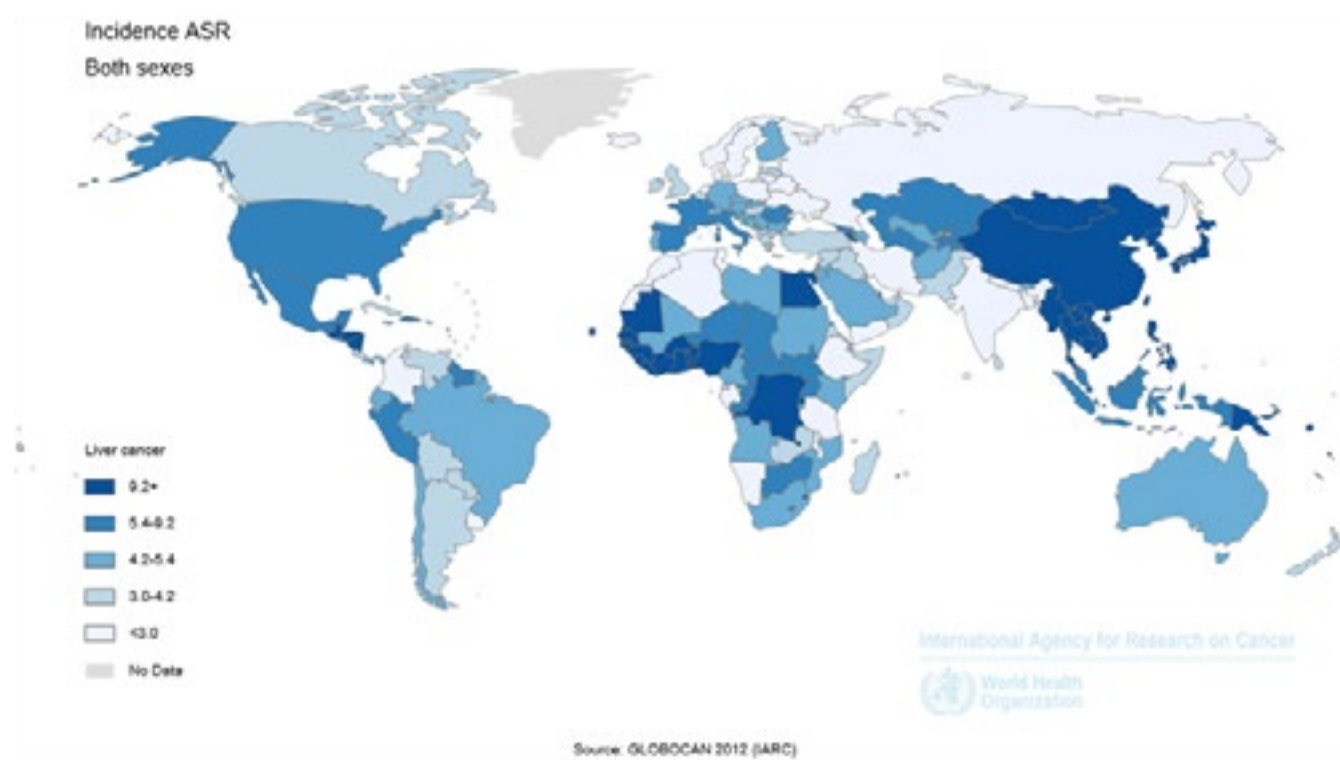 Incidence ASR
Both sexes
Liver cancer
9.2+
5.4-9.2
4.2-5.4
3.0-4.2
<3.0
No Data
International Agency for Research on Cancer
World Health
Organization
Source: GLOBOCAN 2012 (IARC)